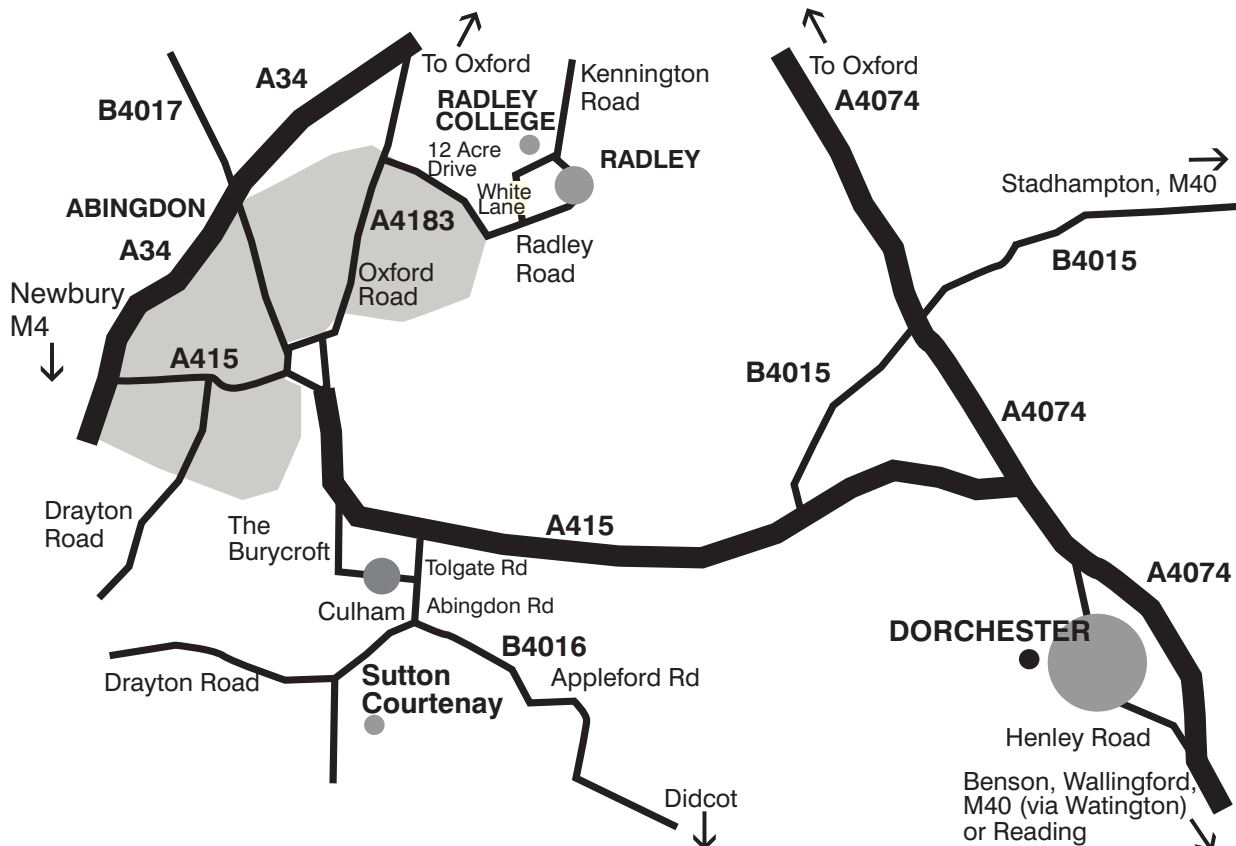 To Oxford
A34
B4017
RADLEY
COLLEGE
Kennington
Road
12 Acre
Drive
RADLEY
White
Lane
ABINGDON
A4183
A34
Radley
Road
Oxford
Road
Newbury
M4
A415
To Oxford
A4074
Stadhampton, M40
B4015
B4015
A4074
Drayton
Road
The
Burycroft
A415
Tolgate Rd
Culham
Abingdon Rd
A4074
DORCHESTER
B4016
Drayton Road
Sutton
Courtenay
Appleford Rd
Henley Road
Didcot
Benson, Wallingford,
M40 (via Watington)
or Reading